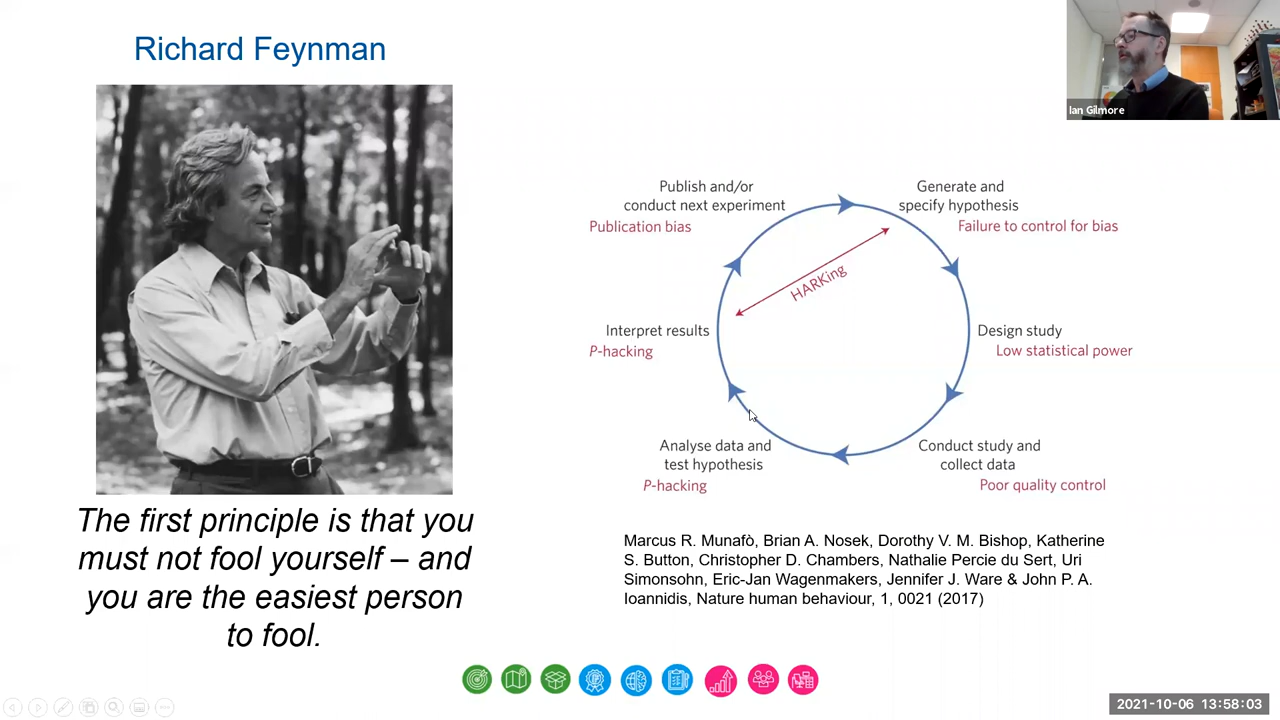 Richard Feynman
Ian Gilmore
The first principle is that you
must not fool yourself – and
you are the easiest person
to fool.
Publish and/or
conduct next experiment
Publication bias
Generate and
specify hypothesis
Failure to control for bias
HARKing
Interpret results
P-hacking
Design study
Low statistical power
Analyse data and
test hypothesis
P-hacking
Conduct study and
collect data
Poor quality control
Marcus R. Munafò, Brian A. Nosek, Dorothy V. M. Bishop, Katherine
S. Button, Christopher D. Chambers, Nathalie Percie du Sert, Uri
Simonsohn, Eric-Jan Wagenmakers, Jennifer J. Ware & John P. A.
Ioannidis, Nature human behaviour, 1, 0021 (2017)
2021-10-06 13:58:03